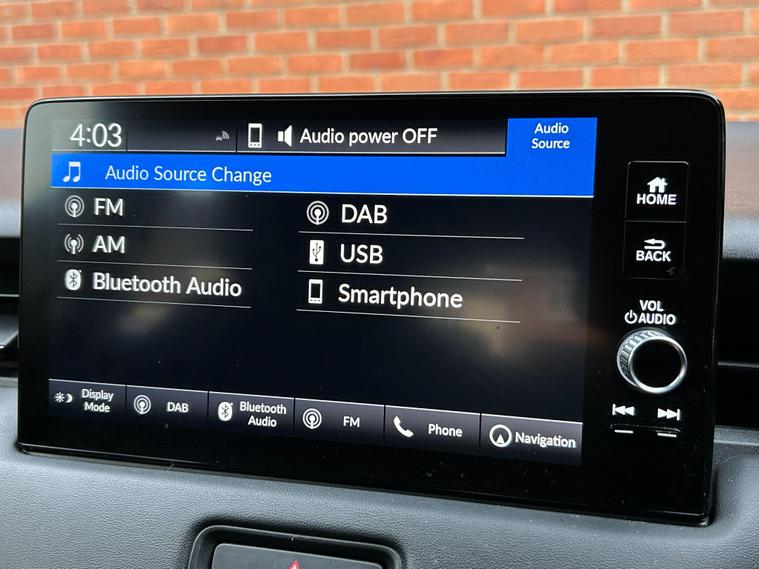 4:03
Audio power OFF
Audio
Source
Audio Source Change
FM
DAB
AM
USB
Bluetooth Audio
Smartphone
Display
Mode
DAB
Bluetooth
Audio
FM
Phone
Navigation
HOME
BACK
VOL
AUDIO